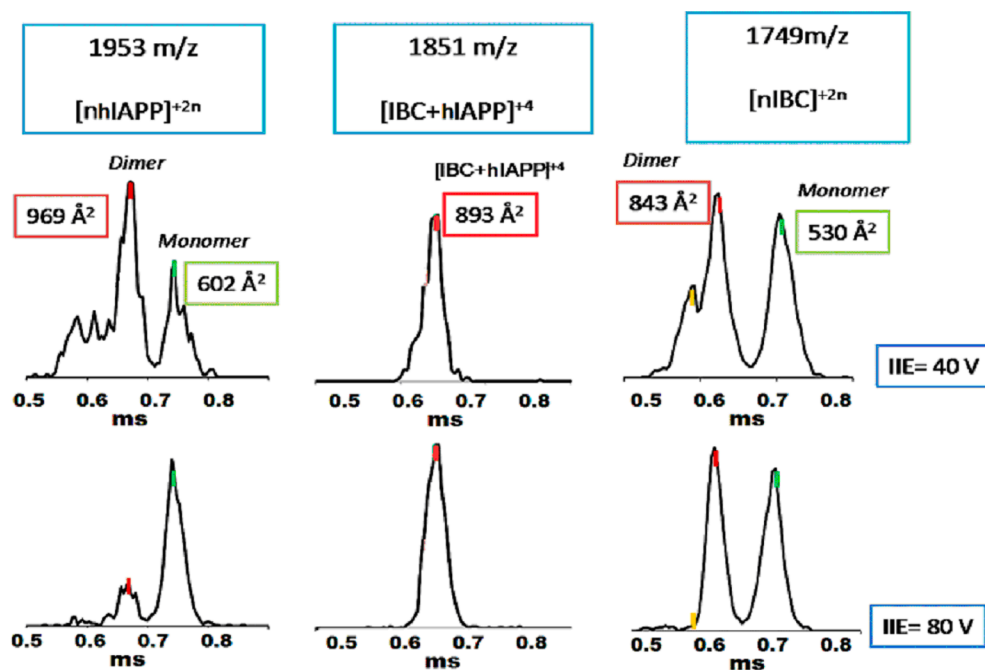 1953 m/z
[nhIAPP]⁺²ⁿ
1851 m/z
[IBC+hIAPP]⁺⁴
1749m/z
[nIBC]⁺²ⁿ
Dimer
969 Å²
Monomer
602 Å²
[IBC+hIAPP]⁺⁴
893 Å²
Dimer
843 Å²
Monomer
530 Å²
IIE= 40 V
0.5 0.6 0.7 0.8
ms
0.5 0.6 0.7 0.8
ms
0.5 0.6 0.7 0.8
ms
IIE= 80 V
0.5 0.6 0.7 0.8
ms
0.5 0.6 0.7 0.8
ms
0.5 0.6 0.7 0.8
ms